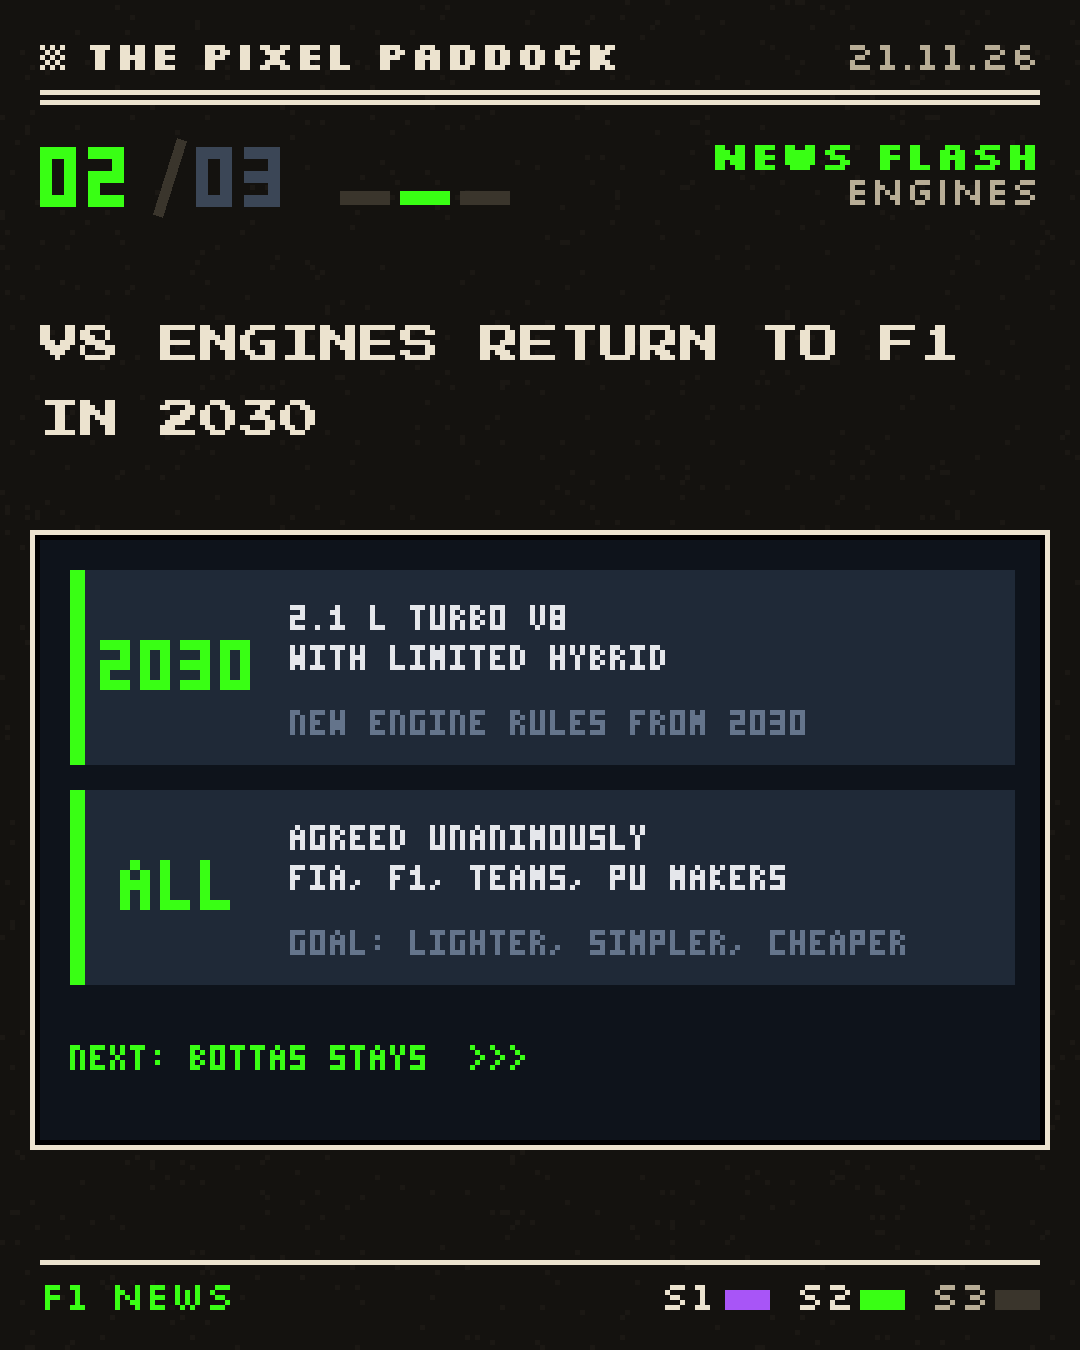 THE PIXEL PADDOCK
21.11.26
02 / 03
NEWS FLASH
ENGINES
V8 ENGINES RETURN TO F1
IN 2030
2030
2.1 L TURBO V8
WITH LIMITED HYBRID
NEW ENGINE RULES FROM 2030
ALL
AGREED UNANIMOUSLY
FIA, F1, TEAMS, PU MAKERS
GOAL: LIGHTER, SIMPLER, CHEAPER
NEXT: BOTTAS STAYS >>>
F1 NEWS
S1 S2 S3